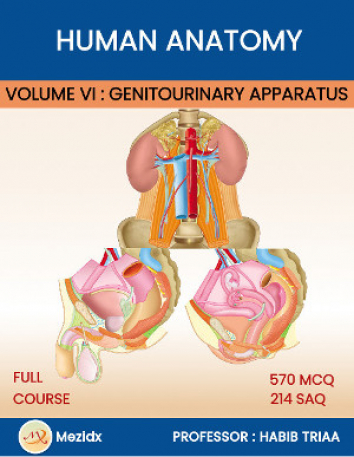 HUMAN ANATOMY
VOLUME VI : GENITOURINARY APPARATUS
FULL
COURSE
570 MCQ
214 SAQ
Mezidx
PROFESSOR : HABIB TRIAA